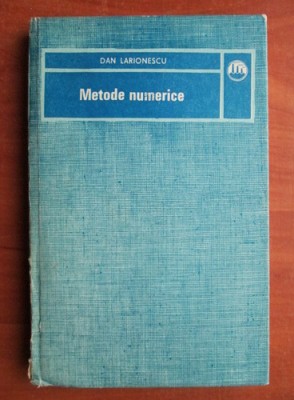 DAN LARIONESCU
Metode numerice